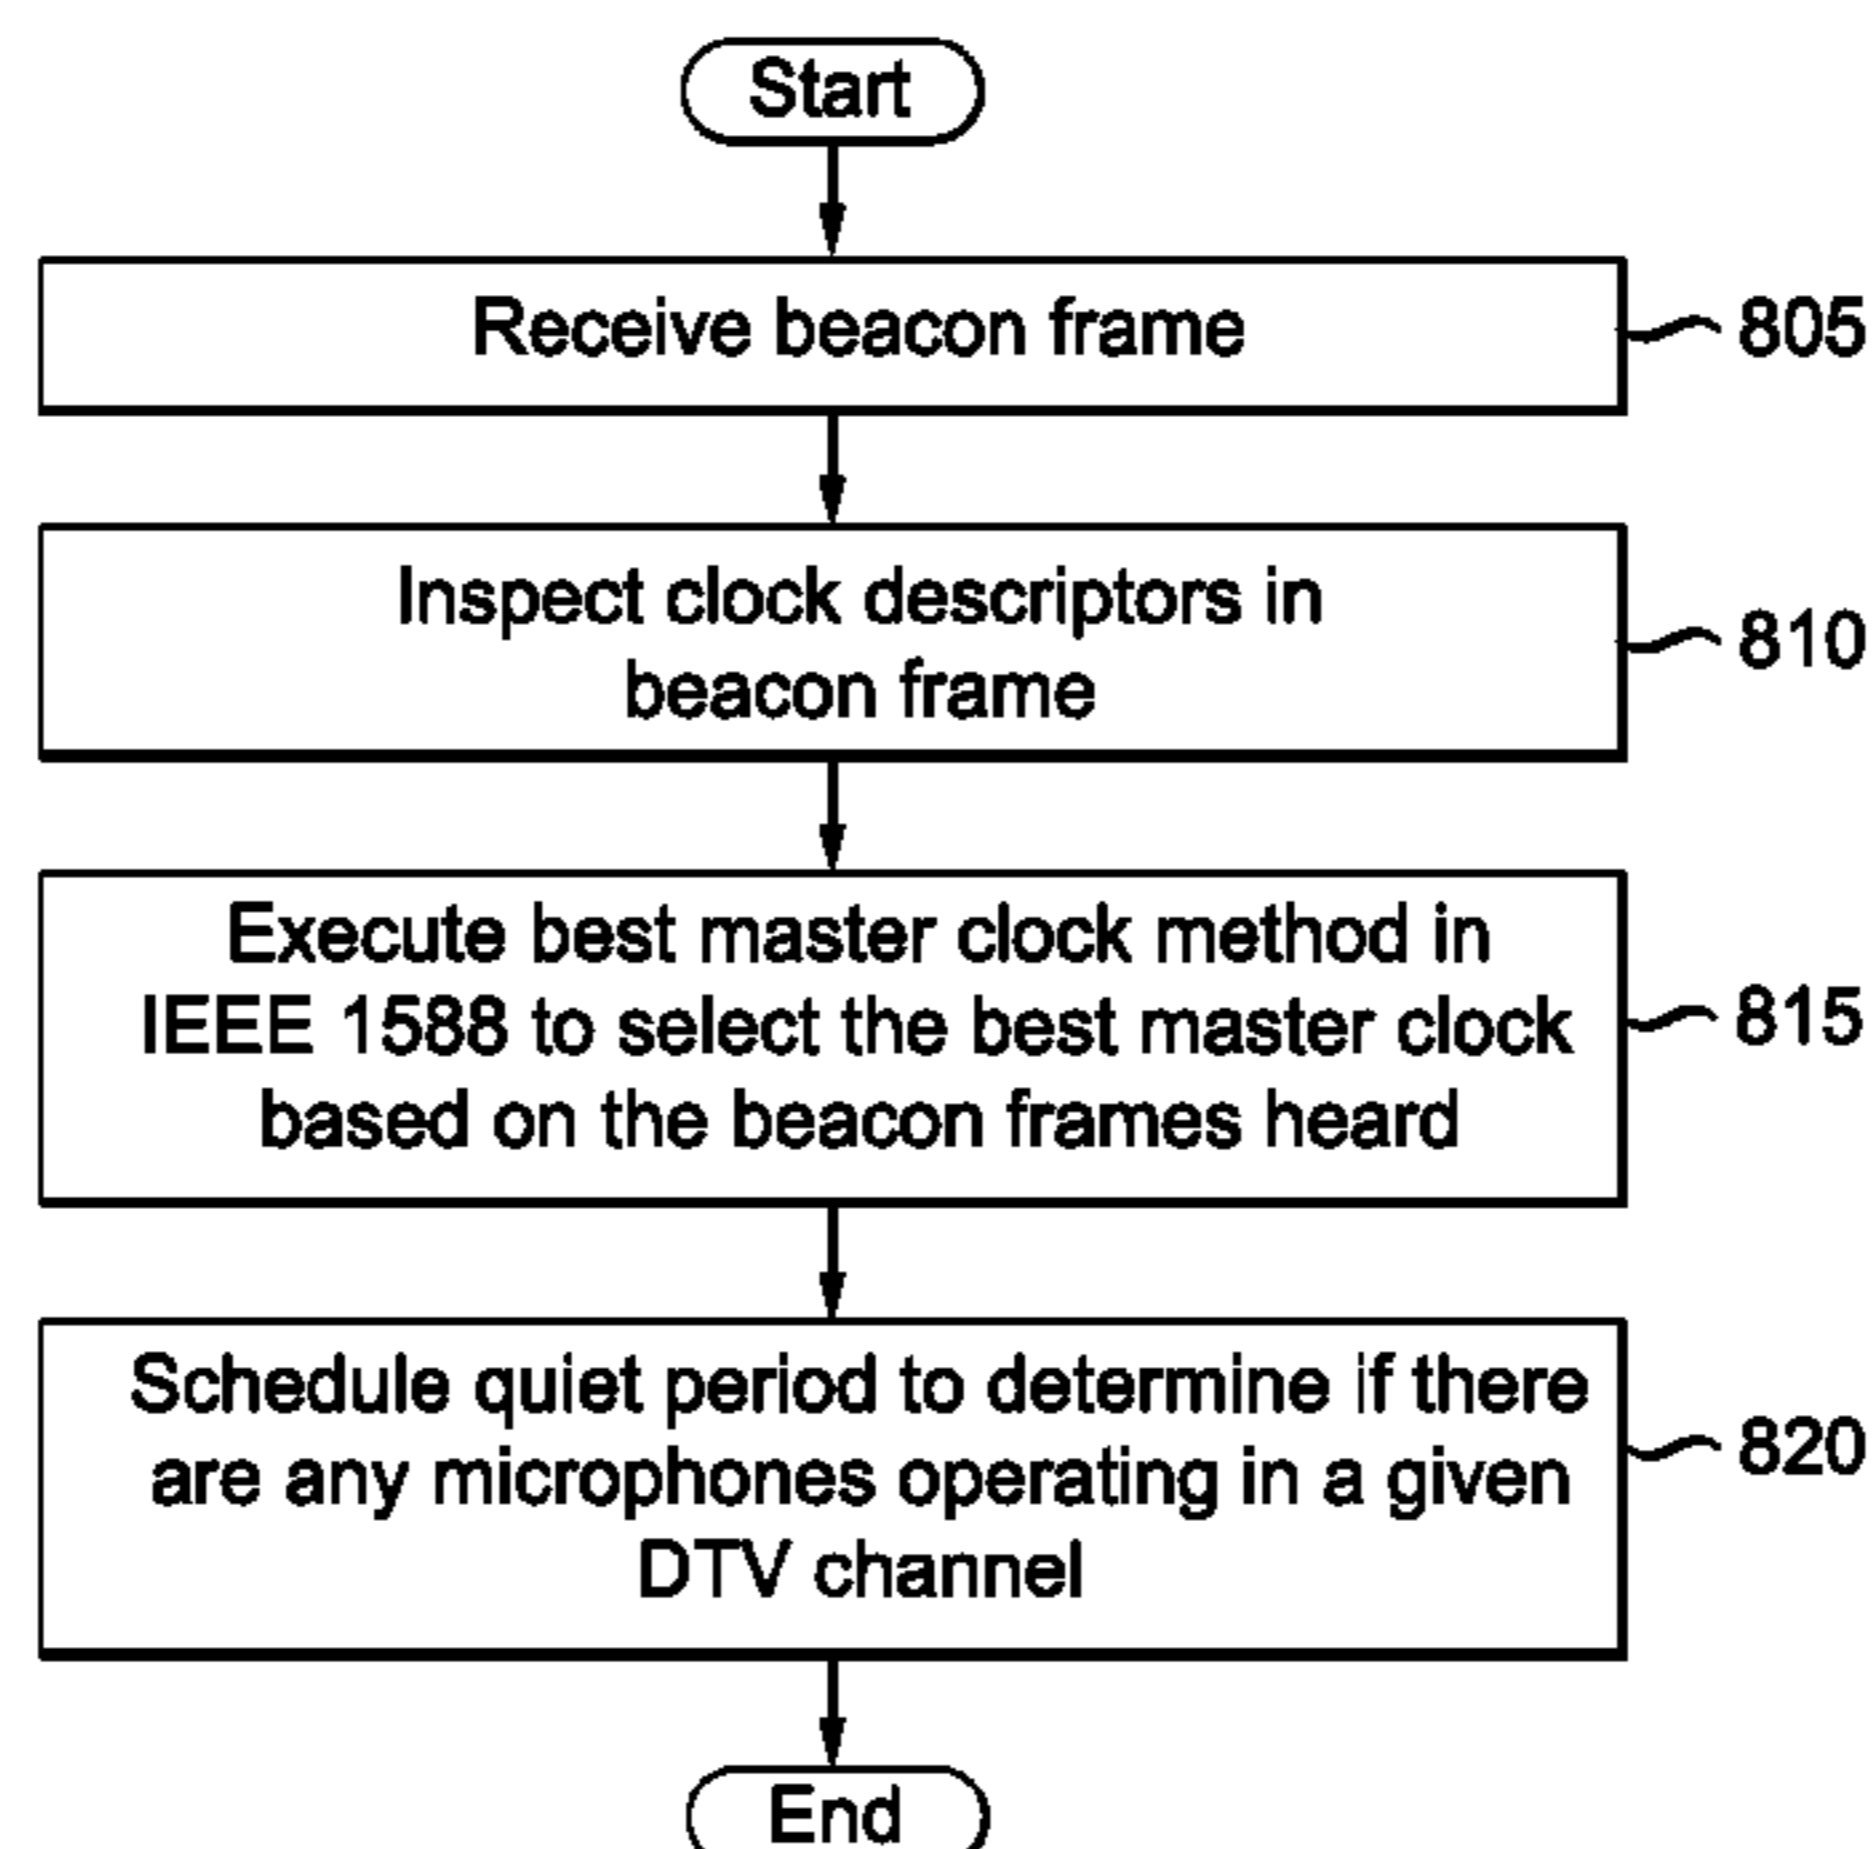 Start
Receive beacon frame
805
Inspect clock descriptors in
beacon frame
810
Execute best master clock method in
IEEE 1588 to select the best master clock
based on the beacon frames heard
815
Schedule quiet period to determine if there
are any microphones operating in a given
DTV channel
820
End